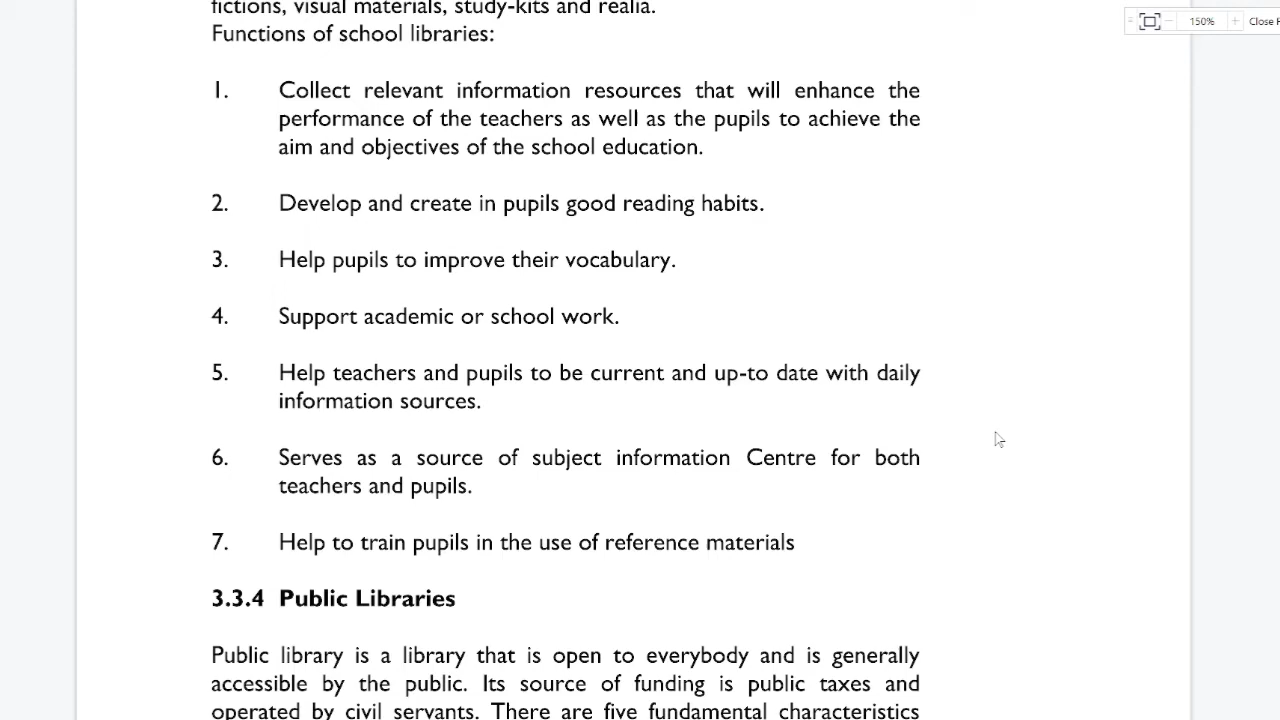 fictions, visual materials, study-kits and realia.
Functions of school libraries:
150%
Close
1. Collect relevant information resources that will enhance the
performance of the teachers as well as the pupils to achieve the
aim and objectives of the school education.
2. Develop and create in pupils good reading habits.
3. Help pupils to improve their vocabulary.
4. Support academic or school work.
5. Help teachers and pupils to be current and up-to date with daily
information sources.
6. Serves as a source of subject information Centre for both
teachers and pupils.
7. Help to train pupils in the use of reference materials
3.3.4 Public Libraries
Public library is a library that is open to everybody and is generally
accessible by the public. Its source of funding is public taxes and
operated by civil servants. There are five fundamental characteristics